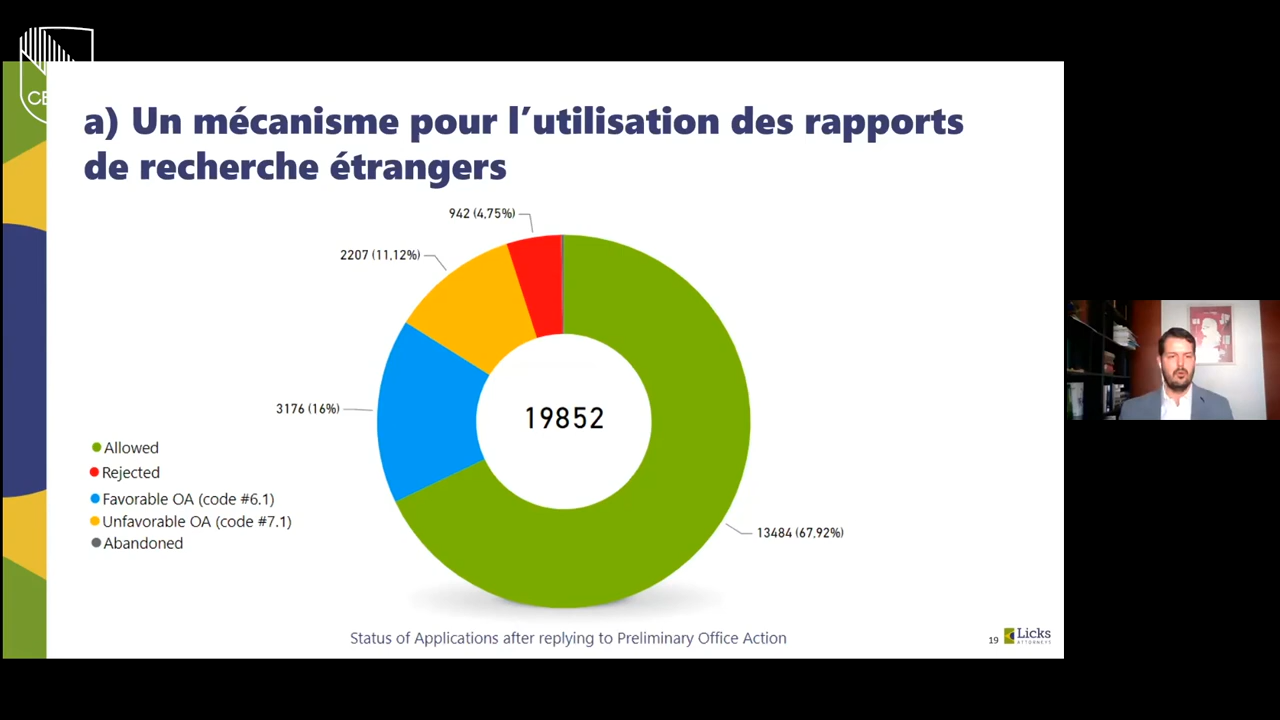 a) Un mécanisme pour l'utilisation des rapports
de recherche étrangers
942 (4,75%)
2207 (11,12%)
3176 (16%)
19852
13484 (67,92%)
Allowed
Rejected
Favorable OA (code #6.1)
Unfavorable OA (code #7.1)
Abandoned
Status of Applications after replying to Preliminary Office Action
19
Licks
ATTORNEYS